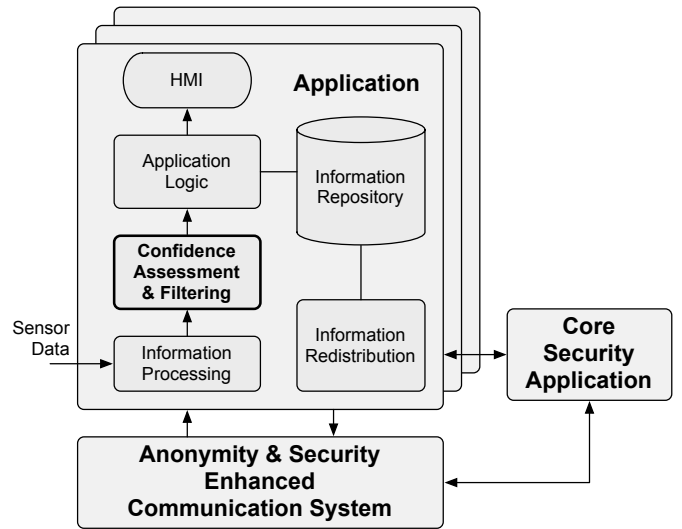 HMI
Application
Application
Logic
Information
Repository
Confidence
Assessment
& Filtering
Sensor
Data
Information
Processing
Information
Redistribution
Core
Security
Application
Anonymity & Security
Enhanced
Communication System